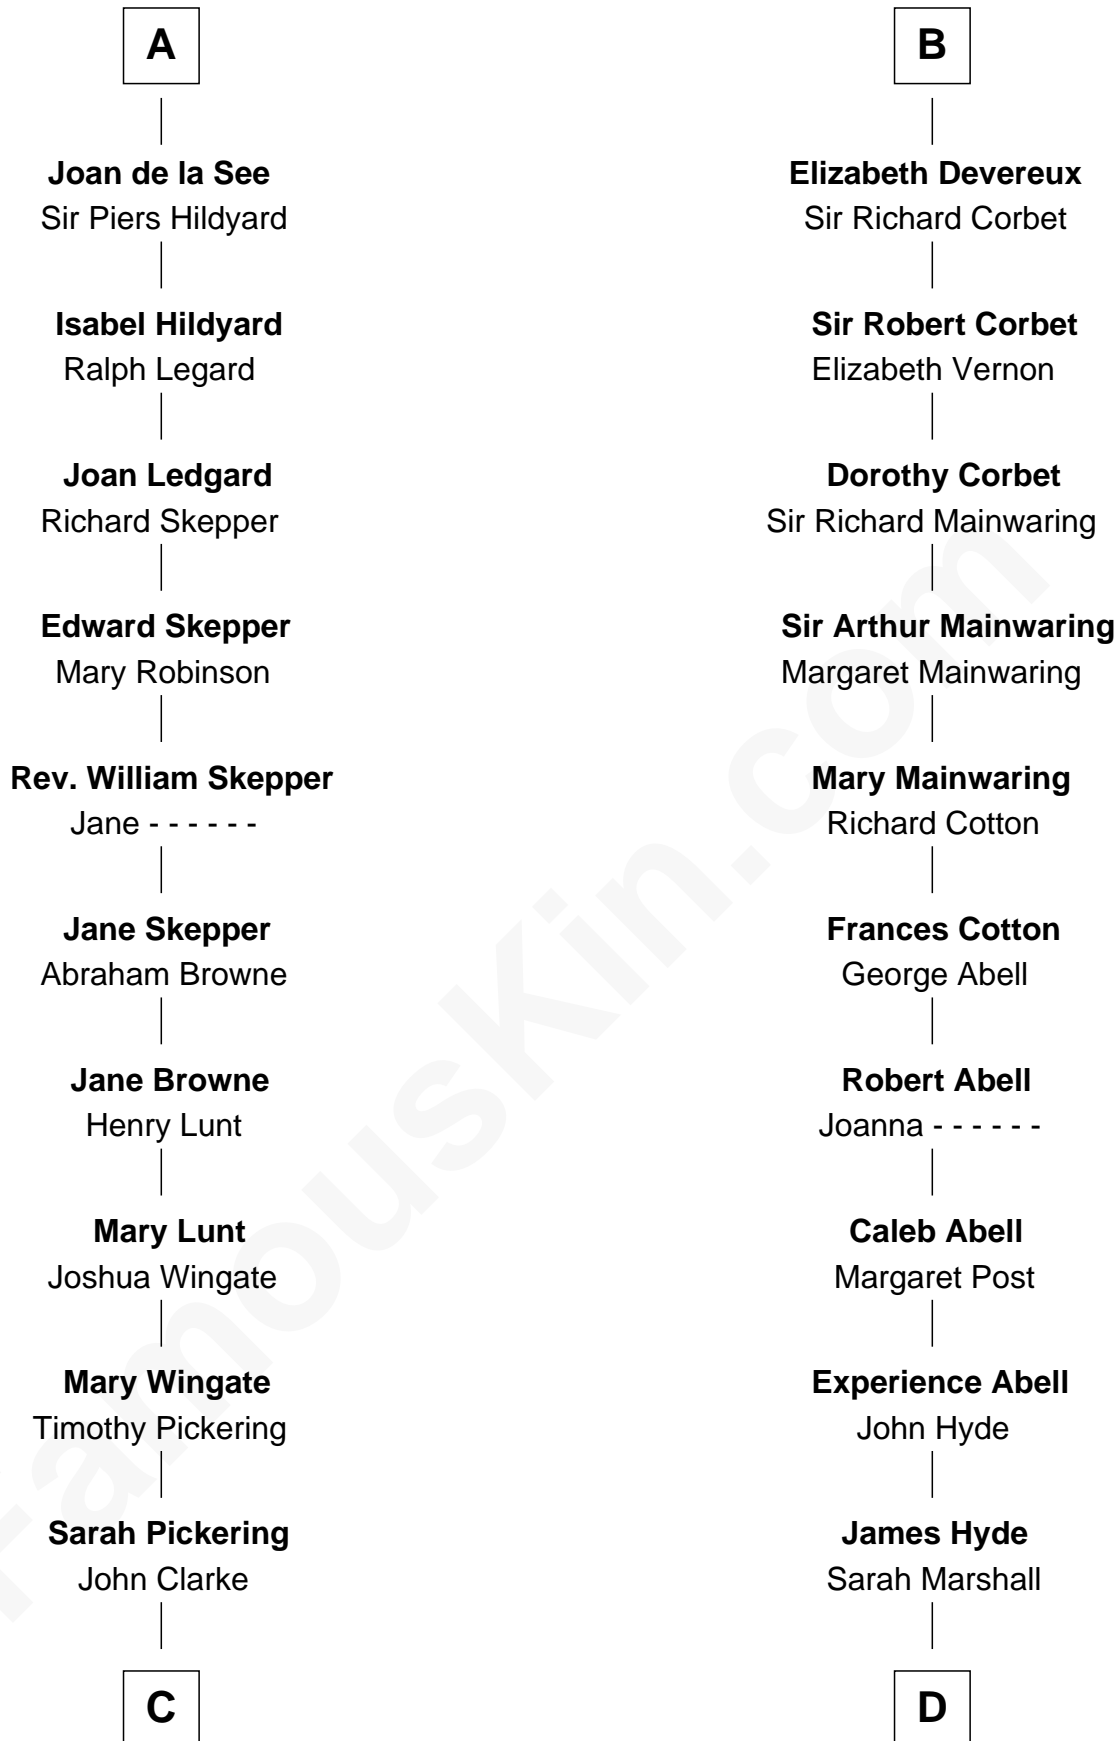 A
Joan de la See
Sir Piers Hildyard
Isabel Hildyard
Ralph Legard
Joan Ledgard
Richard Skepper
Edward Skepper
Mary Robinson
Rev. William Skepper
Jane - - - - - -
Jane Skepper
Abraham Browne
Jane Browne
Henry Lunt
Mary Lunt
Joshua Wingate
Mary Wingate
Timothy Pickering
Sarah Pickering
John Clarke
C
B
Elizabeth Devereux
Sir Richard Corbet
Sir Robert Corbet
Elizabeth Vernon
Dorothy Corbet
Sir Richard Mainwaring
Sir Arthur Mainwaring
Margaret Mainwaring
Mary Mainwaring
Richard Cotton
Frances Cotton
George Abell
Robert Abell
Joanna - - - - - -
Caleb Abell
Margaret Post
Experience Abell
John Hyde
James Hyde
Sarah Marshall
D
FamousKin.com